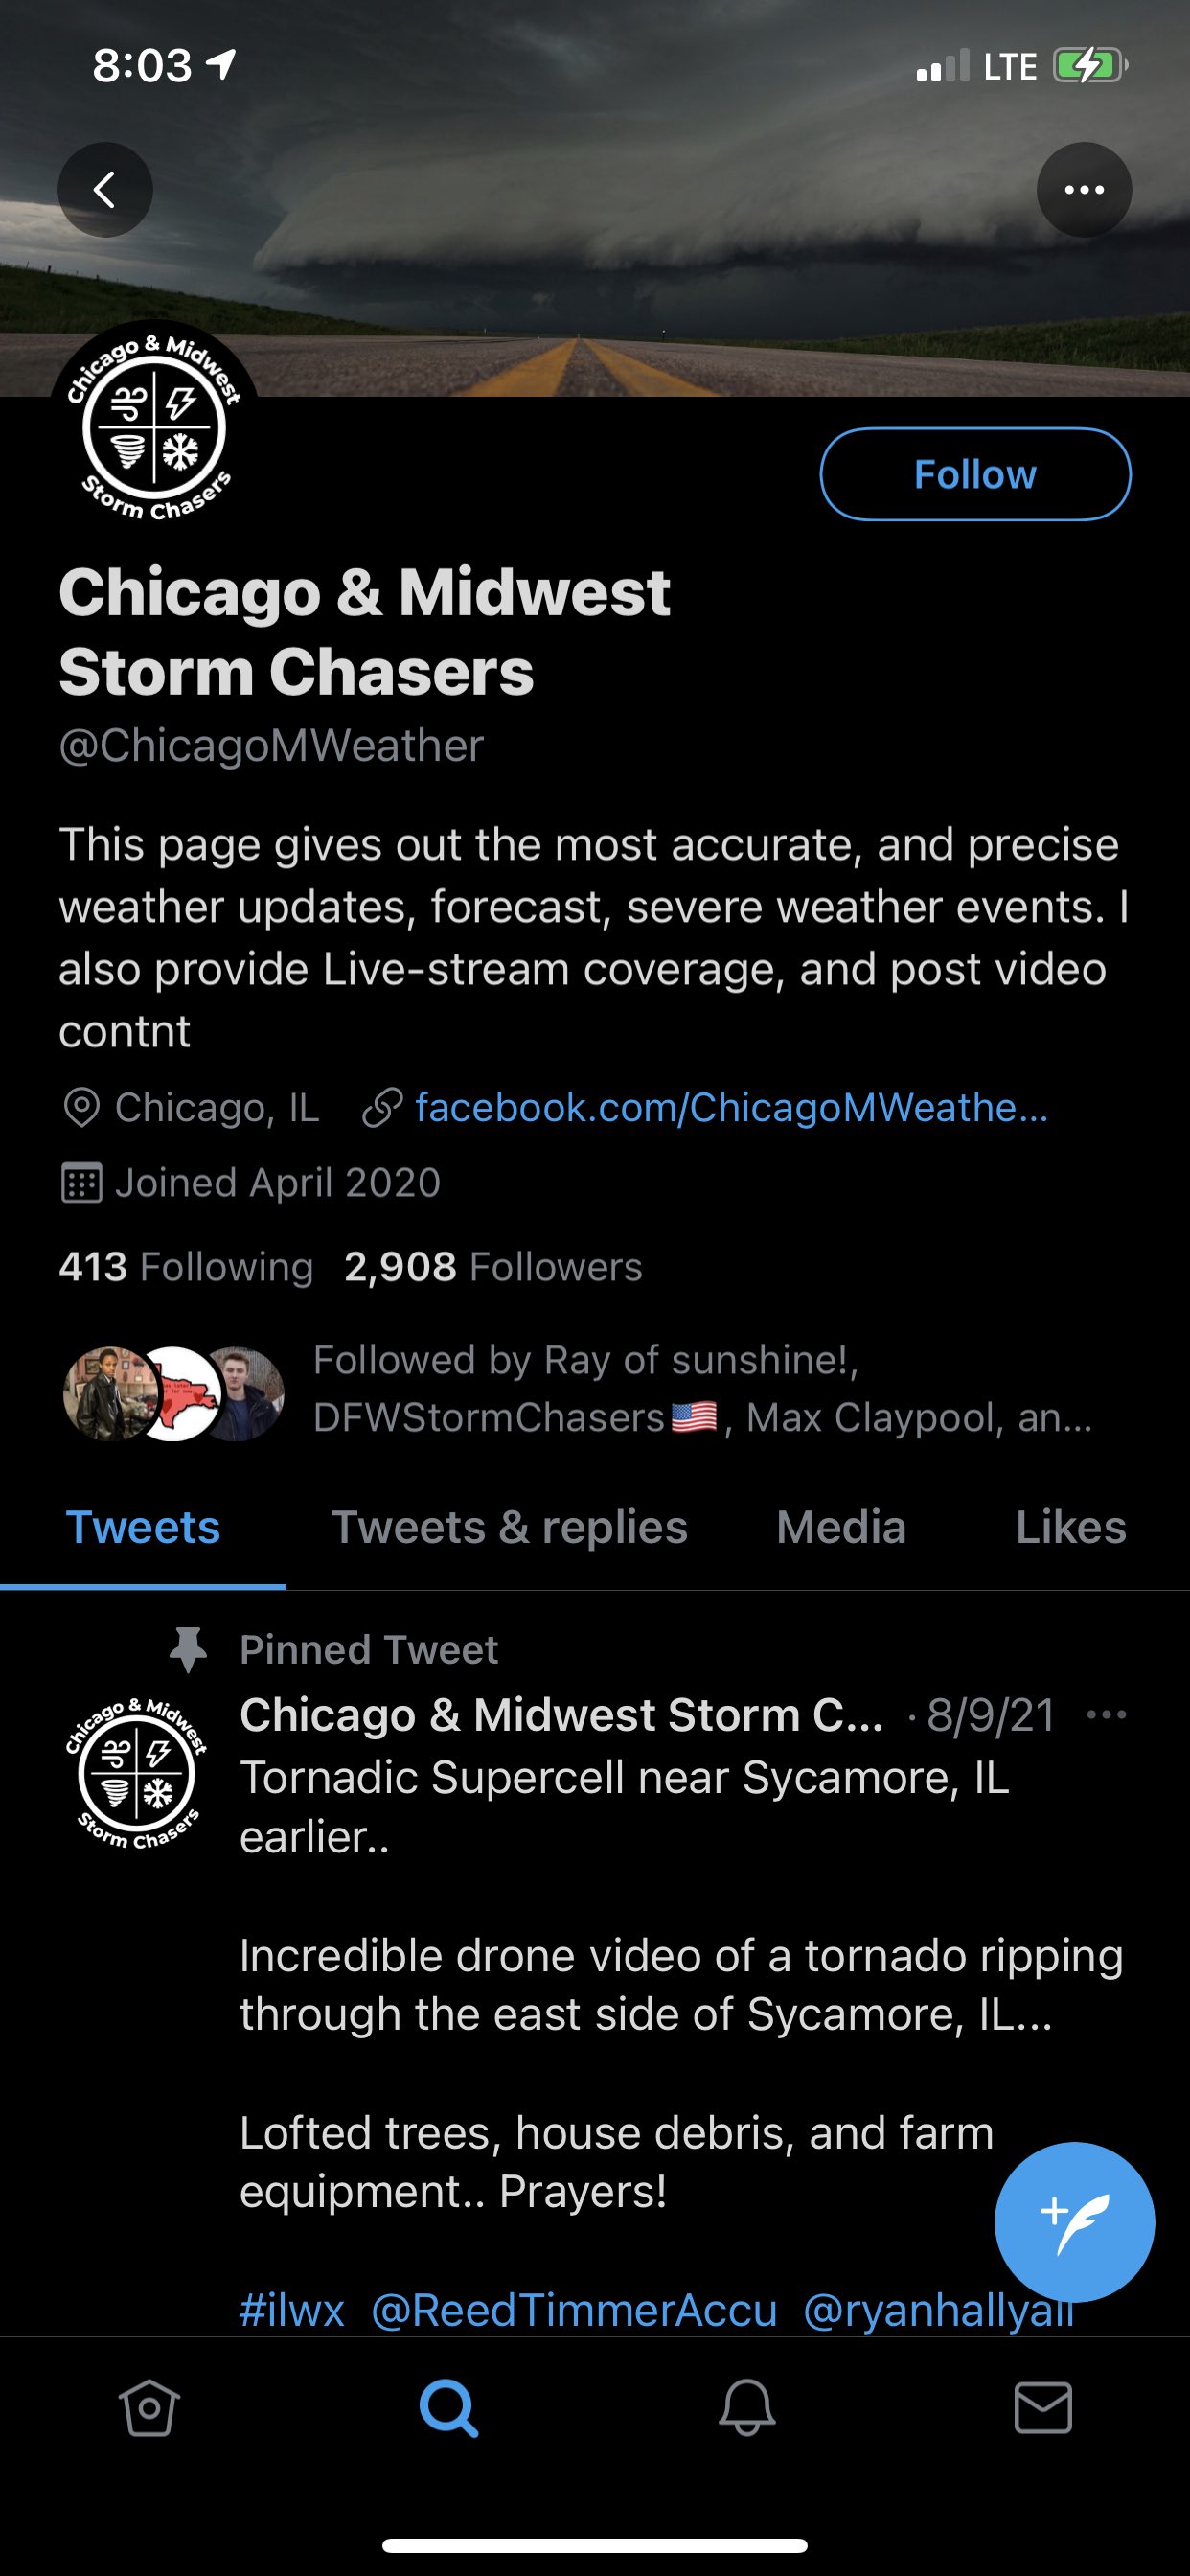 8:03
LTE
Chicago & Midwest
Storm Chasers
Follow
Chicago & Midwest
Storm Chasers
@ChicagoMWeather
This page gives out the most accurate, and precise
weather updates, forecast, severe weather events. I
also provide Live-stream coverage, and post video
contnt
Chicago, IL facebook.com/ChicagoMWeathe...
Joined April 2020
413 Following 2,908 Followers
Followed by Ray of sunshine!,
DFWStormChasers🇺🇸, Max Claypool, an...
Tweets Tweets & replies Media Likes
Pinned Tweet
Chicago & Midwest Storm C... · 8/9/21
Chicago & Midwest
Storm Chasers
Tornadic Supercell near Sycamore, IL
earlier..
Incredible drone video of a tornado ripping
through the east side of Sycamore, IL...
Lofted trees, house debris, and farm
equipment.. Prayers!
#ilwx @ReedTimmerAccu @ryanhallyall